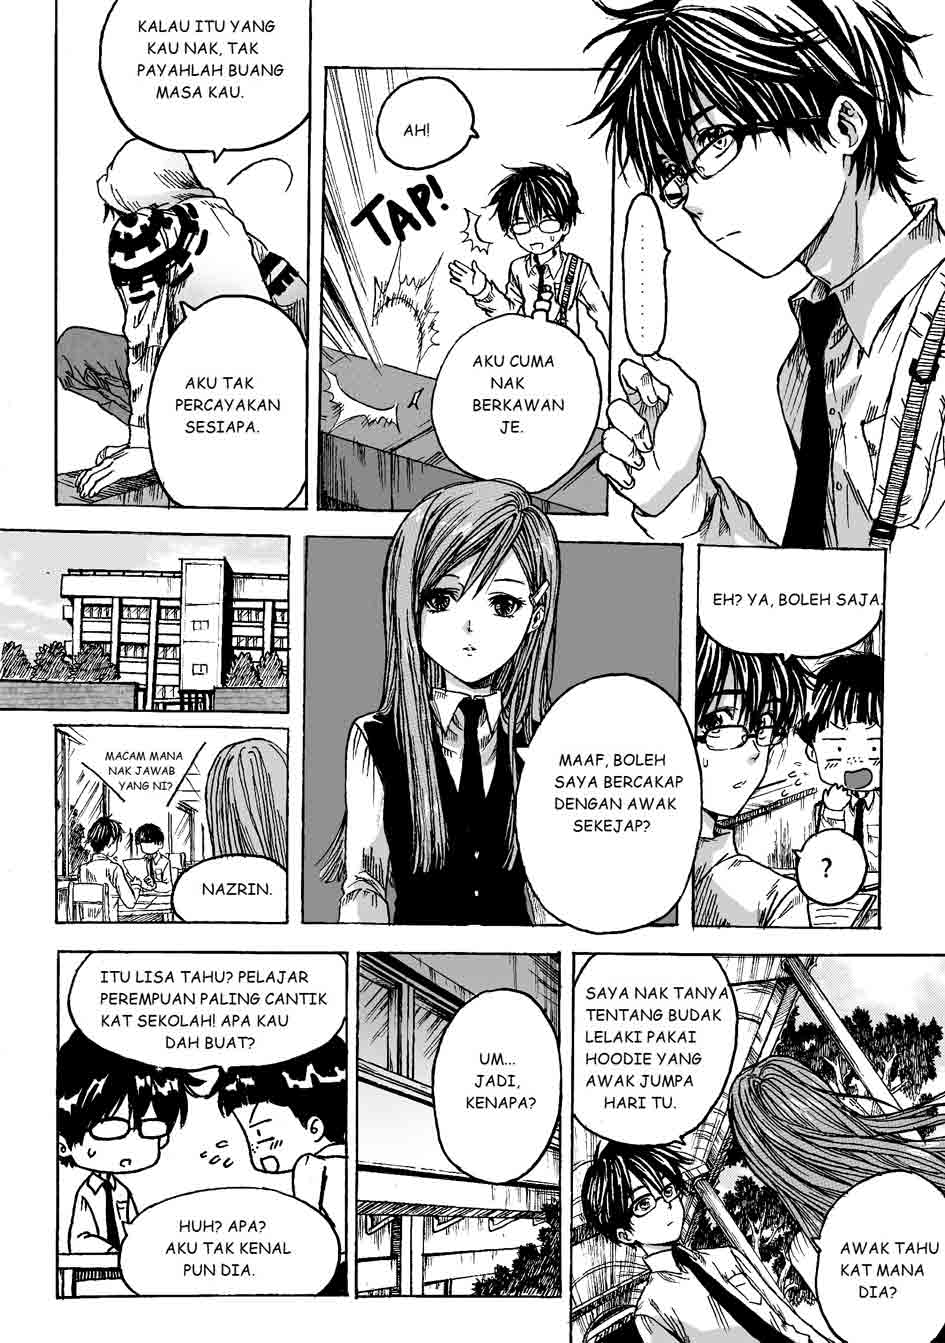 KALAU ITU YANG
KAU NAK, TAK
PAYAHLAH BUANG
MASA KAU.
AKU TAK
PERCAYAKAN
SESIAPA.
AH!
TAP!
AKU CUMA
NAK
BERKAWAN
JE.
. . . . . . . .
MACAM MANA
NAK JAWAB
YANG NI?
NAZRIN.
MAAF, BOLEH
SAYA BERCAKAP
DENGAN AWAK
SEKEJAP?
EH? YA, BOLEH SAJA.
?
ITU LISA TAHU? PELAJAR
PEREMPUAN PALING CANTIK
KAT SEKOLAH! APA KAU
DAH BUAT?
HUH? APA?
AKU TAK KENAL
PUN DIA.
UM...
JADI,
KENAPA?
SAYA NAK TANYA
TENTANG BUDAK
LELAKI PAKAI
HOODIE YANG
AWAK JUMPA
HARI TU.
AWAK TAHU
KAT MANA
DIA?